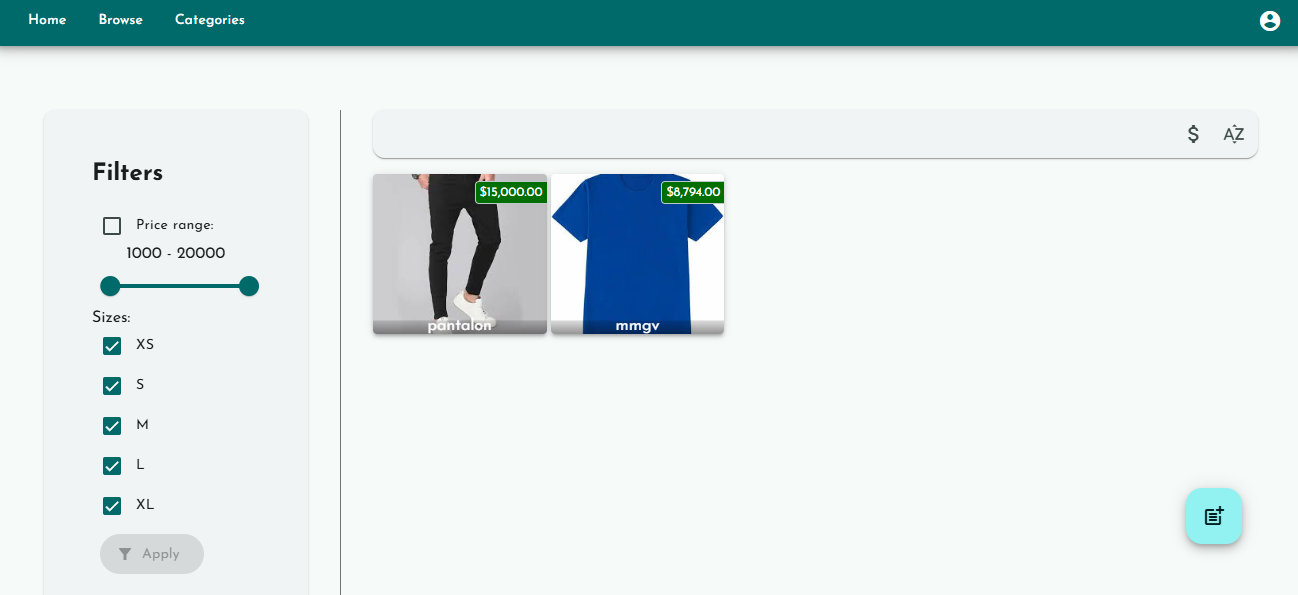 Home Browse Categories
Filters
Price range:
1000 - 20000
Sizes:
XS
S
M
L
XL
Apply
$ AZ
$15,000.00
pantalon
$8,794.00
mmgv